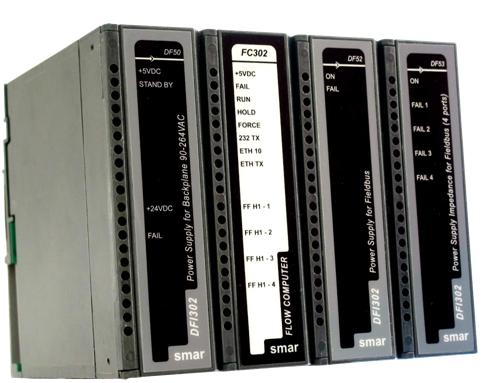 DF50
+5VDC
STAND BY
+24VDC
FAIL
Power Supply for Backplane 90-264VAC
DFI302
smar
FC302
+5VDC
FAIL
RUN
HOLD
FORCE
232 TX
ETH 10
ETH TX
FF H1 - 1
FF H1 - 2
FF H1 - 3
FF H1 - 4
FLOW COMPUTER
smar
DF52
ON
FAIL
Power Supply for Fieldbus
DFI302
smar
DF53
ON
FAIL 1
FAIL 2
FAIL 3
FAIL 4
Power Supply Impedance for Fieldbus (4 ports)
DFI302
smar